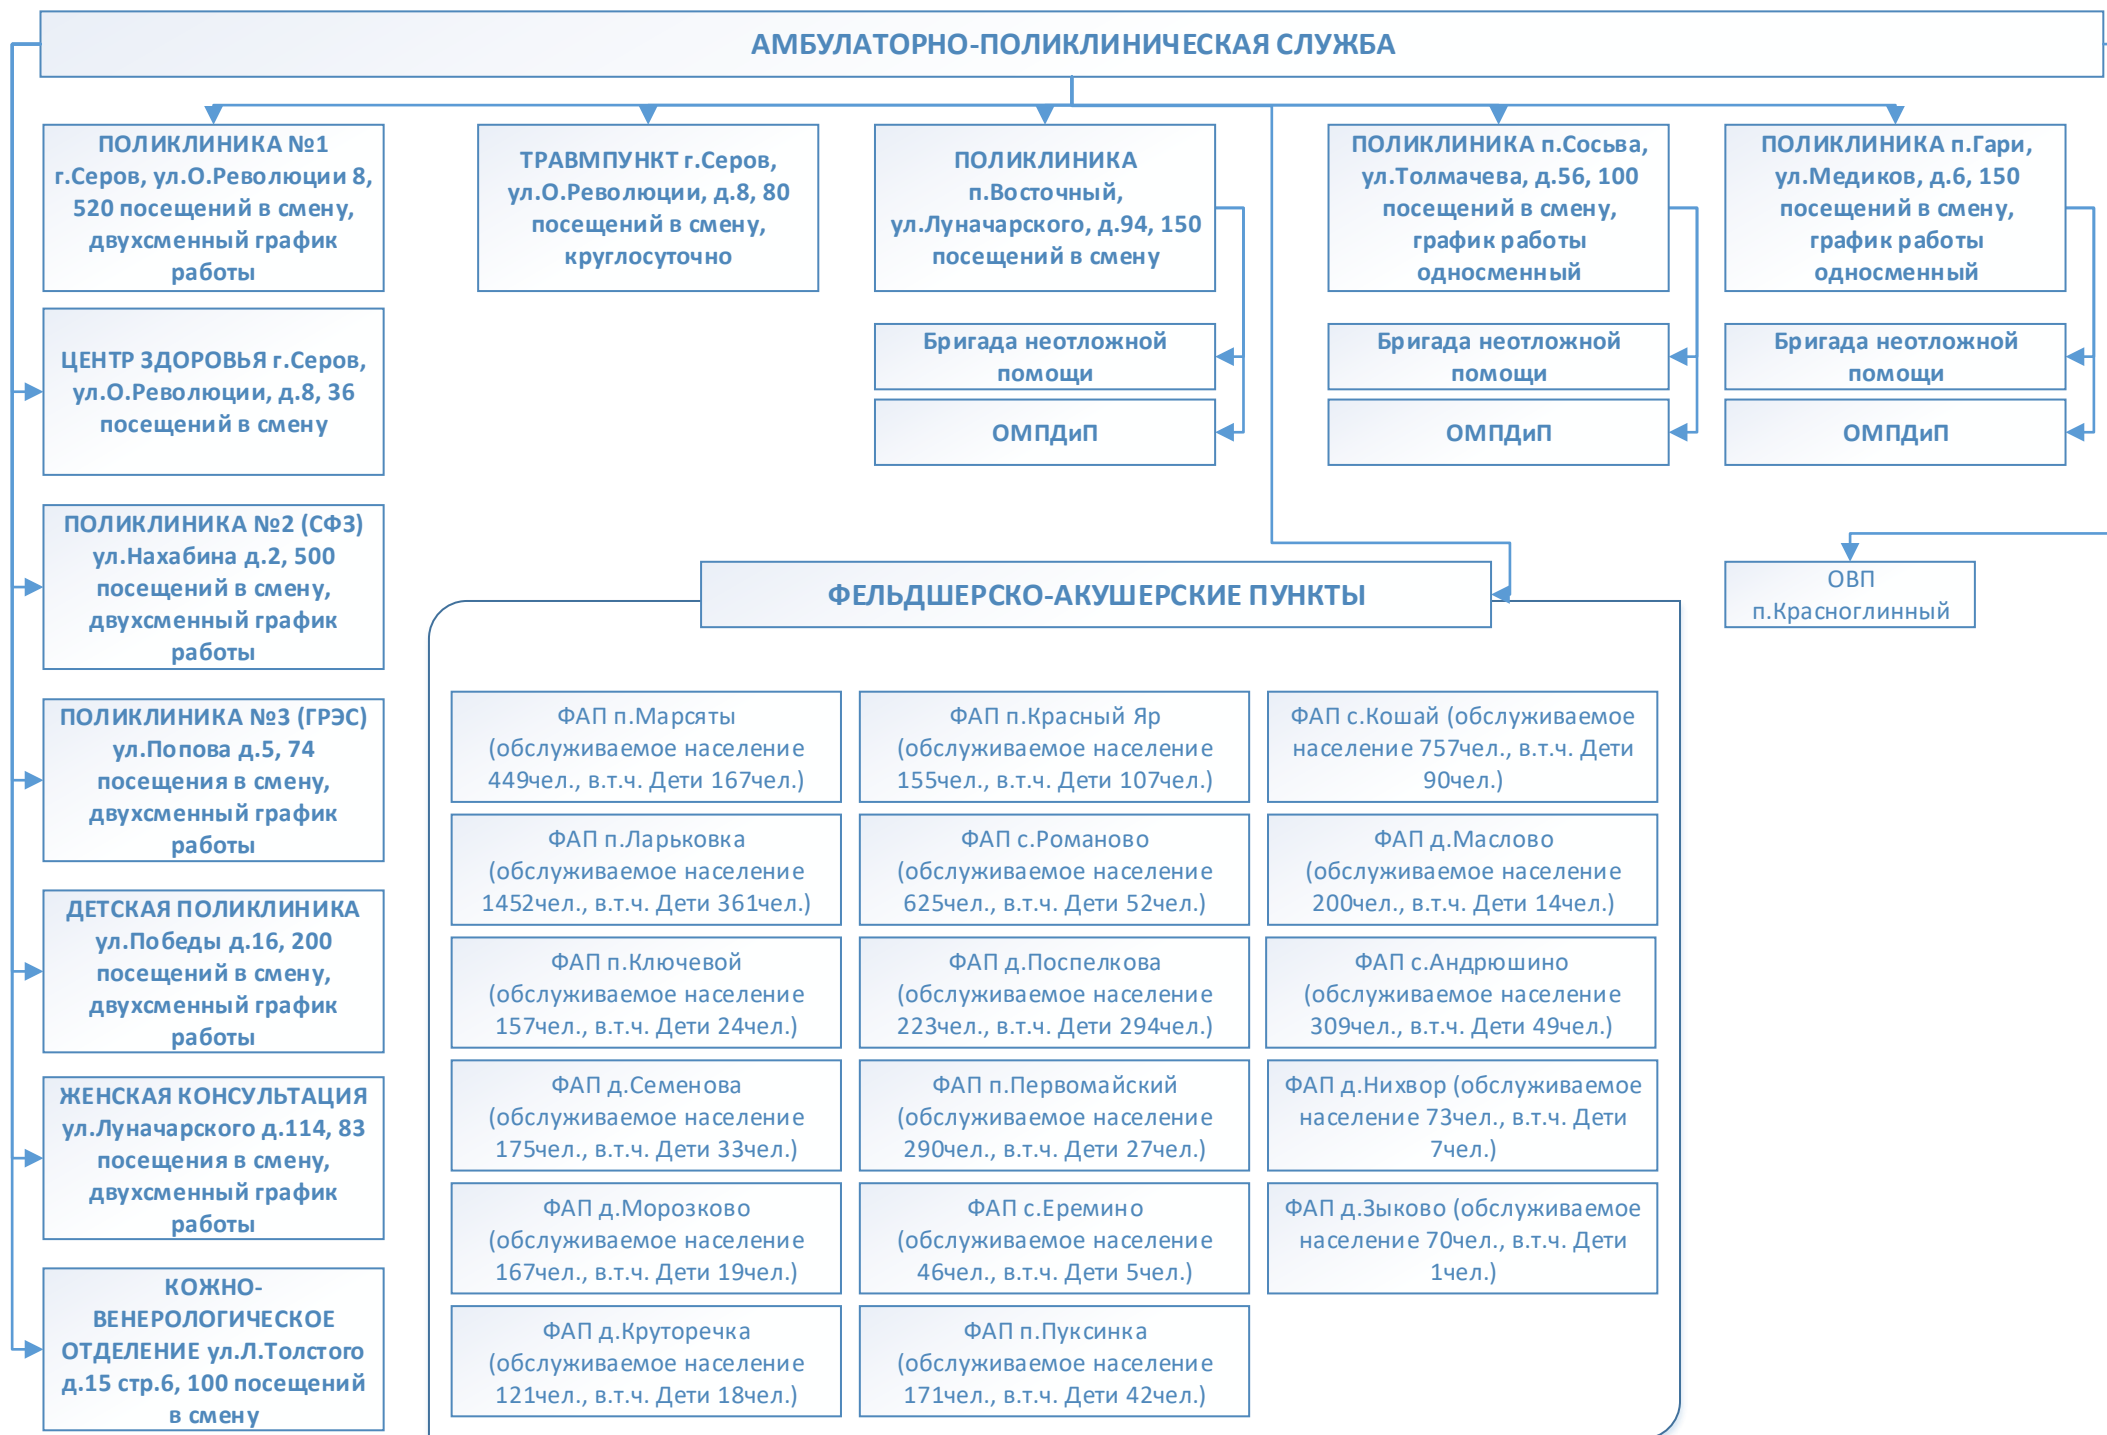 АМБУЛАТОРНО-ПОЛИКЛИНИЧЕСКАЯ СЛУЖБА
ПОЛИКЛИНИКА №1
г.Серов, ул.О.Революции 8,
520 посещений в смену,
двухсменный график
работы
ТРАВМПУНКТ г.Серов,
ул.О.Революции, д.8, 80
посещений в смену,
круглосуточно
ПОЛИКЛИНИКА
п.Восточный,
ул.Луначарского, д.94, 150
посещений в смену
ПОЛИКЛИНИКА п.Сосьва,
ул.Толмачева, д.56, 100
посещений в смену,
график работы
односменный
ПОЛИКЛИНИКА п.Гари,
ул.Медиков, д.6, 150
посещений в смену,
график работы
односменный
Бригада неотложной
помощи
ОМПДиП
Бригада неотложной
помощи
ОМПДиП
Бригада неотложной
помощи
ОМПДиП
ЦЕНТР ЗДОРОВЬЯ г.Серов,
ул.О.Революции, д.8, 36
посещений в смену
ПОЛИКЛИНИКА №2 (СФЗ)
ул.Нахабина д.2, 500
посещений в смену,
двухсменный график
работы
ПОЛИКЛИНИКА №3 (ГРЭС)
ул.Попова д.5, 74
посещения в смену,
двухсменный график
работы
ДЕТСКАЯ ПОЛИКЛИНИКА
ул.Победы д.16, 200
посещений в смену,
двухсменный график
работы
ЖЕНСКАЯ КОНСУЛЬТАЦИЯ
ул.Луначарского д.114, 83
посещения в смену,
двухсменный график
работы
КОЖНО-
ВЕНЕРОЛОГИЧЕСКОЕ
ОТДЕЛЕНИЕ ул.Л.Толстого
д.15 стр.6, 100 посещений
в смену
ФЕЛЬДШЕРСКО-АКУШЕРСКИЕ ПУНКТЫ
ОВП
п.Красноглинный
ФАП п.Марсяты
(обслуживаемое население
449чел., в.т.ч. Дети 167чел.)
ФАП п.Красный Яр
(обслуживаемое население
155чел., в.т.ч. Дети 107чел.)
ФАП с.Кошай (обслуживаемое
население 757чел., в.т.ч. Дети
90чел.)
ФАП п.Ларьковка
(обслуживаемое население
1452чел., в.т.ч. Дети 361чел.)
ФАП с.Романово
(обслуживаемое население
625чел., в.т.ч. Дети 52чел.)
ФАП д.Маслово
(обслуживаемое население
200чел., в.т.ч. Дети 14чел.)
ФАП п.Ключевой
(обслуживаемое население
157чел., в.т.ч. Дети 24чел.)
ФАП д.Поспелкова
(обслуживаемое население
223чел., в.т.ч. Дети 294чел.)
ФАП с.Андрюшино
(обслуживаемое население
309чел., в.т.ч. Дети 49чел.)
ФАП д.Семенова
(обслуживаемое население
175чел., в.т.ч. Дети 33чел.)
ФАП п.Первомайский
(обслуживаемое население
290чел., в.т.ч. Дети 27чел.)
ФАП д.Нихвор (обслуживаемое
население 73чел., в.т.ч. Дети
7чел.)
ФАП д.Морозково
(обслуживаемое население
167чел., в.т.ч. Дети 19чел.)
ФАП с.Еремино
(обслуживаемое население
46чел., в.т.ч. Дети 5чел.)
ФАП д.Зыково (обслуживаемое
население 70чел., в.т.ч. Дети
1чел.)
ФАП д.Круторечка
(обслуживаемое население
121чел., в.т.ч. Дети 18чел.)
ФАП п.Пуксинка
(обслуживаемое население
171чел., в.т.ч. Дети 42чел.)